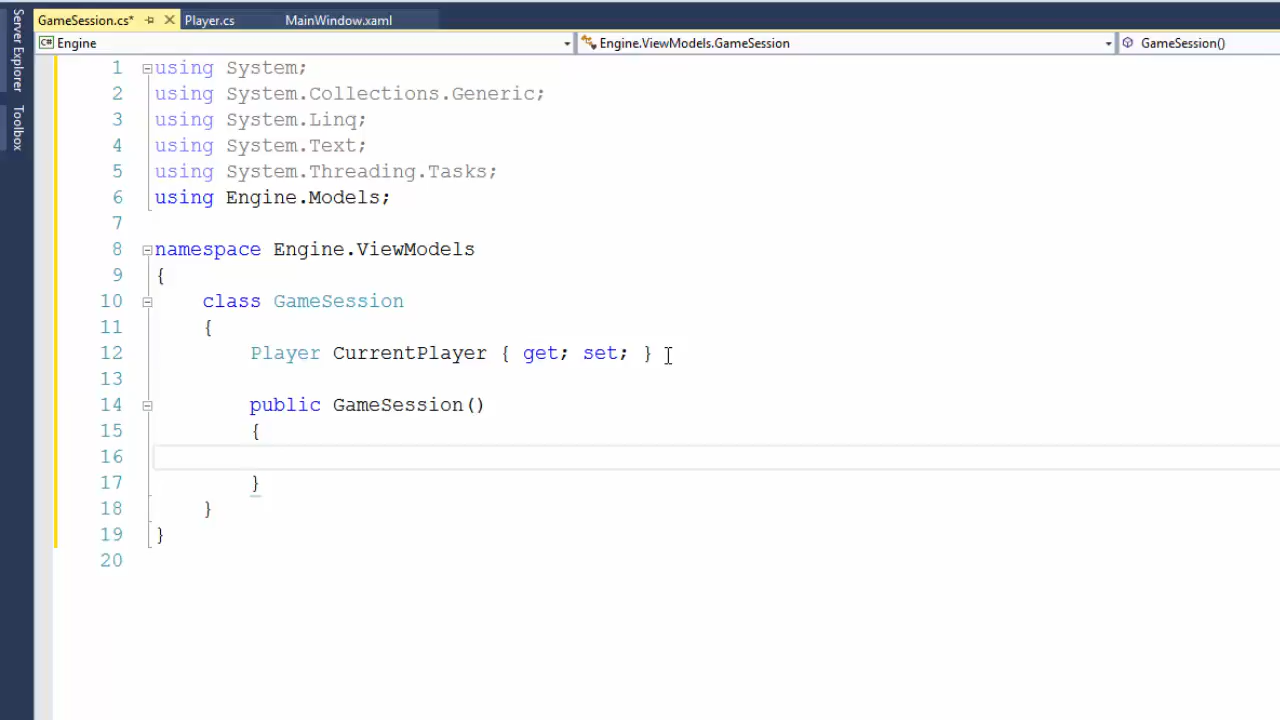 GameSession.cs* Player.cs MainWindow.xaml
Server Explorer
Toolbox
C# Engine Engine.ViewModels.GameSession GameSession()
1 using System;
2 using System.Collections.Generic;
3 using System.Linq;
4 using System.Text;
5 using System.Threading.Tasks;
6 using Engine.Models;
7
8 namespace Engine.ViewModels
9 {
10 class GameSession
11 {
12 Player CurrentPlayer { get; set; }
13
14 public GameSession()
15 {
16
17 }
18 }
19 }
20